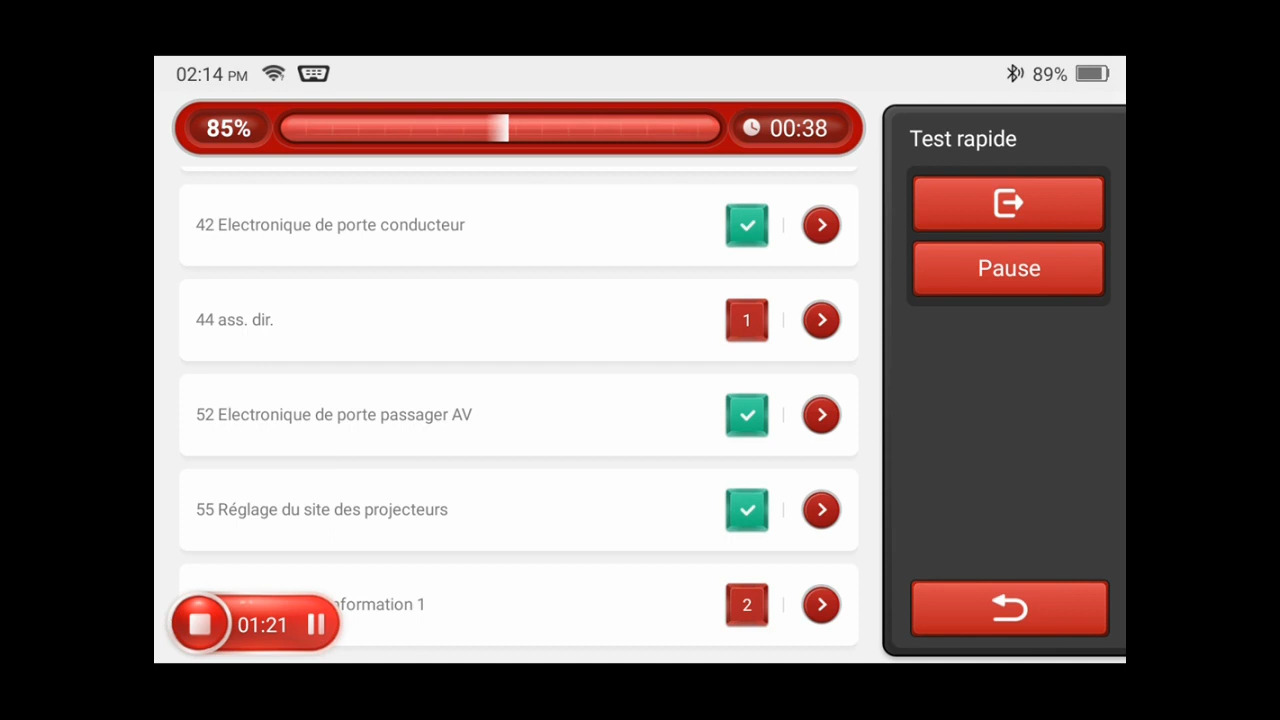 02:14 PM
89%
85%
00:38
Test rapide
42 Electronique de porte conducteur
Pause
44 ass. dir.
1
52 Electronique de porte passager AV
55 Réglage du site des projecteurs
nformation 1
2
01:21